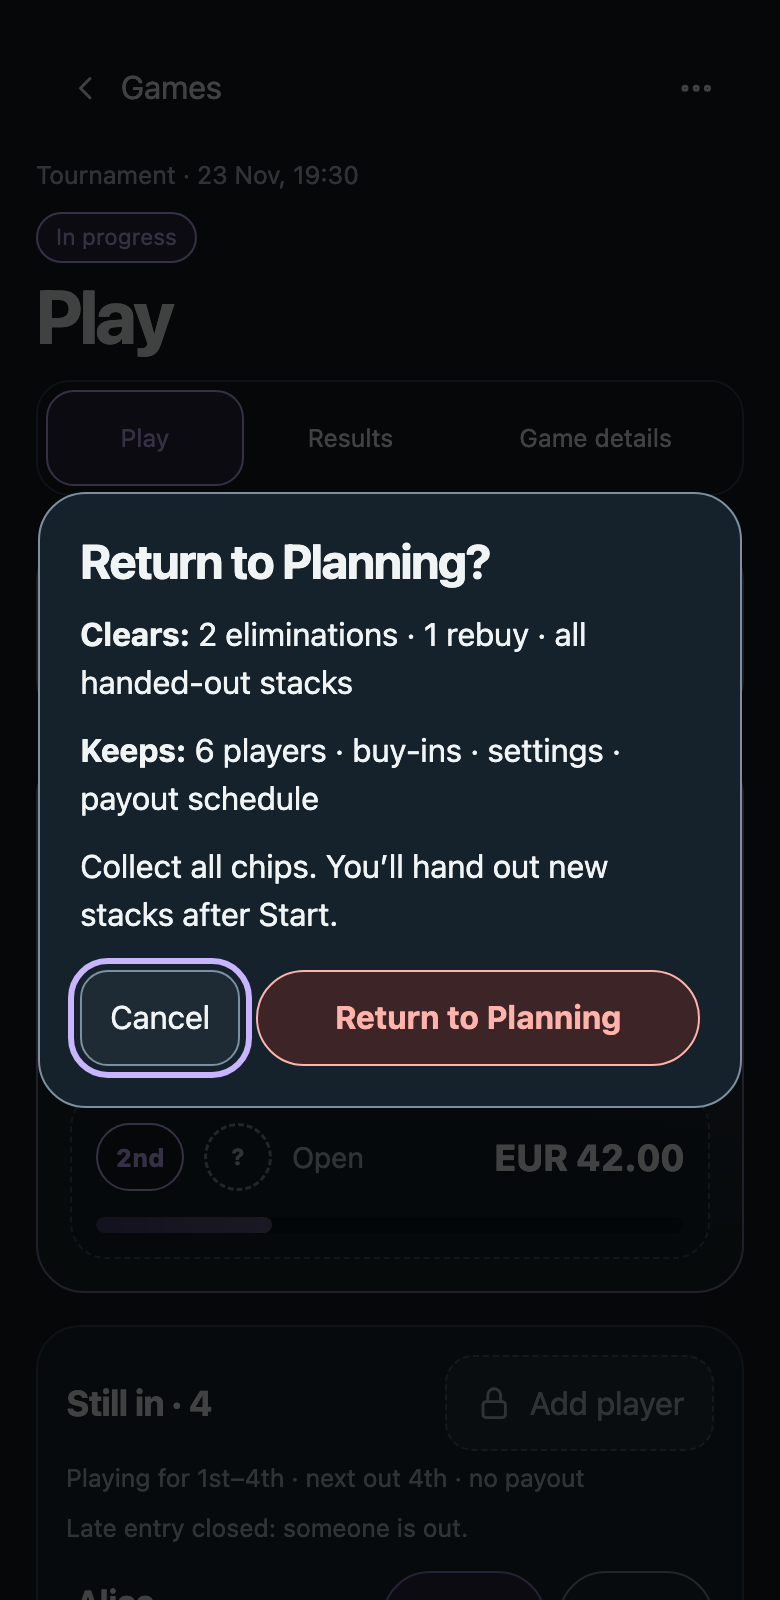 Games
Tournament · 23 Nov, 19:30
In progress
Play
Play
Results
Game details
Return to Planning?
Clears: 2 eliminations · 1 rebuy · all
handed-out stacks
Keeps: 6 players · buy-ins · settings ·
payout schedule
Collect all chips. You’ll hand out new
stacks after Start.
Cancel
Return to Planning
2nd
?
Open
EUR 42.00
Still in · 4
Add player
Playing for 1st–4th · next out 4th · no payout
Late entry closed: someone is out.